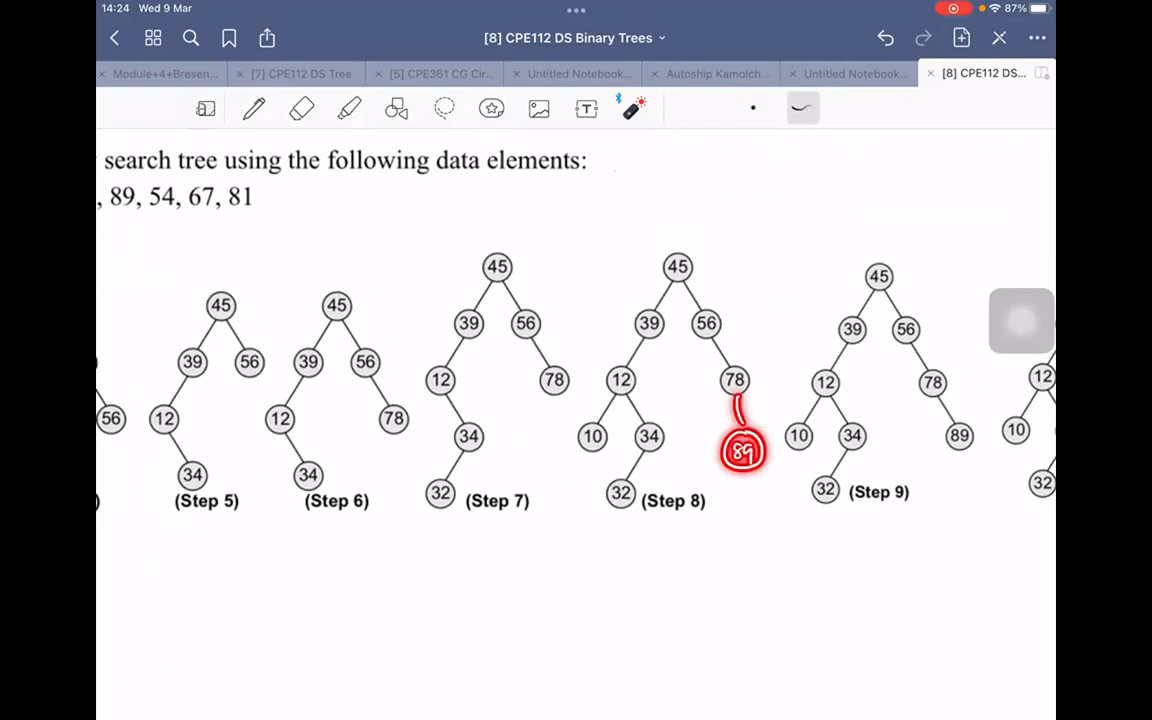 14:24 Wed 9 Mar
87%
[8] CPE112 DS Binary Trees
Module+4+Bresen...
[7] CPE112 DS Tree
[5] CPE361 CG Cir...
Untitled Notebook...
Autoship Kamolch...
Untitled Notebook...
[8] CPE112 DS...
T
search tree using the following data elements:
, 89, 54, 67, 81
56
)
45
39 56
12
34
(Step 5)
45
39 56
12 78
34
(Step 6)
45
39 56
12 78
34
32
(Step 7)
45
39 56
12 78
10 34
89
32
(Step 8)
45
39 56
12 78
10 34 89
32
(Step 9)
12
10
32